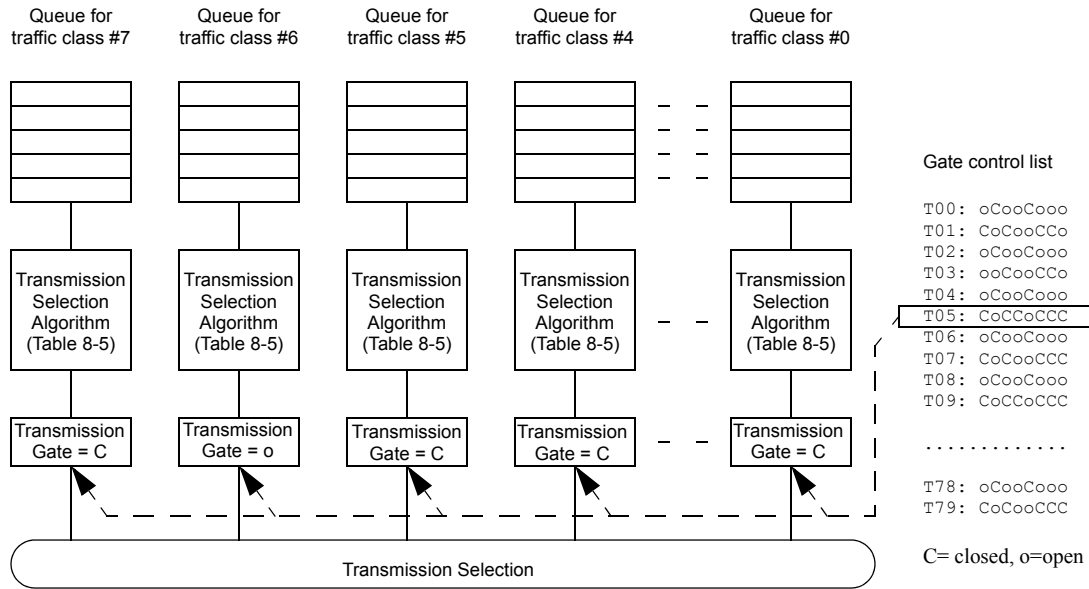 Queue for
traffic class #7
Queue for
traffic class #6
Queue for
traffic class #5
Queue for
traffic class #4
Queue for
traffic class #0
Transmission
Selection
Algorithm
(Table 8-5)
Transmission
Selection
Algorithm
(Table 8-5)
Transmission
Selection
Algorithm
(Table 8-5)
Transmission
Selection
Algorithm
(Table 8-5)
Transmission
Selection
Algorithm
(Table 8-5)
Transmission
Gate = C
Transmission
Gate = o
Transmission
Gate = C
Transmission
Gate = C
Transmission
Gate = C
Transmission Selection
Gate control list
T00: oCooCooo
T01: CoCooCCo
T02: oCooCooo
T03: ooCooCCo
T04: oCooCooo
T05: CoCCoCCC
T06: oCooCooo
T07: CoCooCCC
T08: oCooCooo
T09: CoCCoCCC
.............
T78: oCooCooo
T79: CoCooCCC
C= closed, o=open